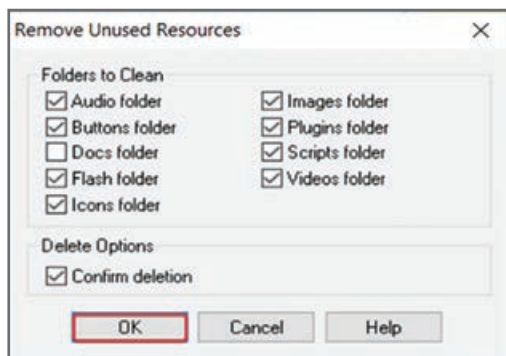 Remove Unused Resources
Folders to Clean
Audio folder
Images folder
Buttons folder
Plugins folder
Docs folder
Scripts folder
Flash folder
Videos folder
Icons folder
Delete Options
Confirm deletion
OK
Cancel
Help